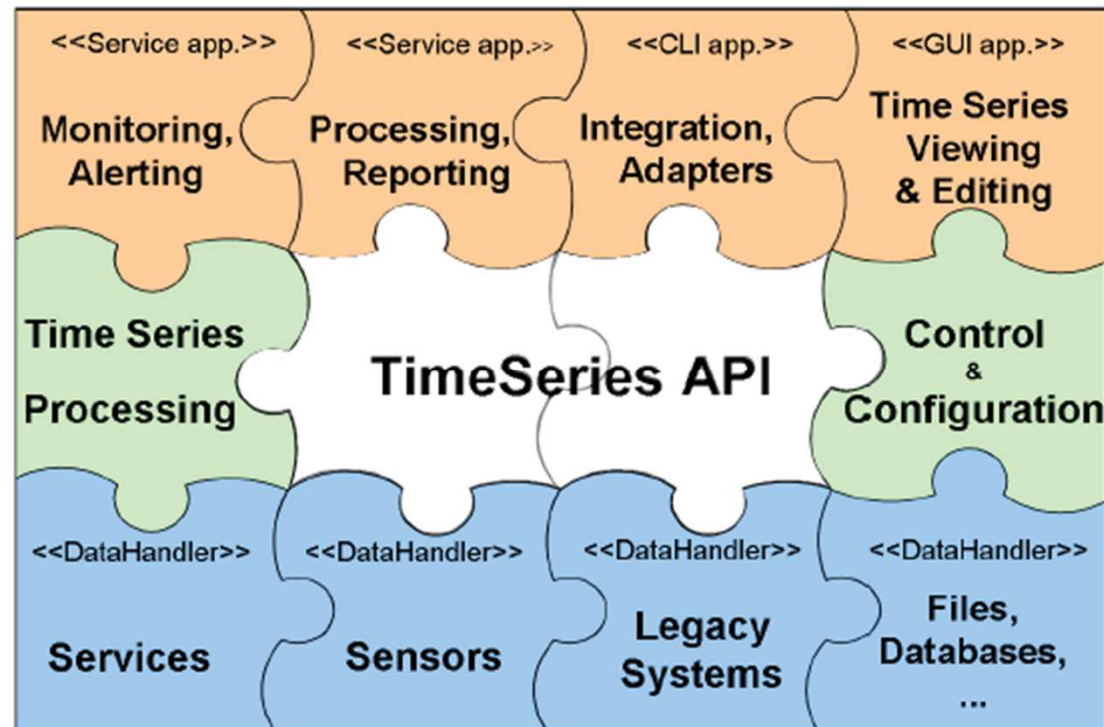 <<Service app.>>
Monitoring,
Alerting
<<Service app.>>
Processing,
Reporting
<<CLI app.>>
Integration,
Adapters
<<GUI app.>>
Time Series
Viewing
& Editing
Time Series
Processing
TimeSeries API
Control
&
Configuration
<<DataHandler>>
Services
<<DataHandler>>
Sensors
<<DataHandler>>
Legacy
Systems
<<DataHandler>>
Files,
Databases,
...